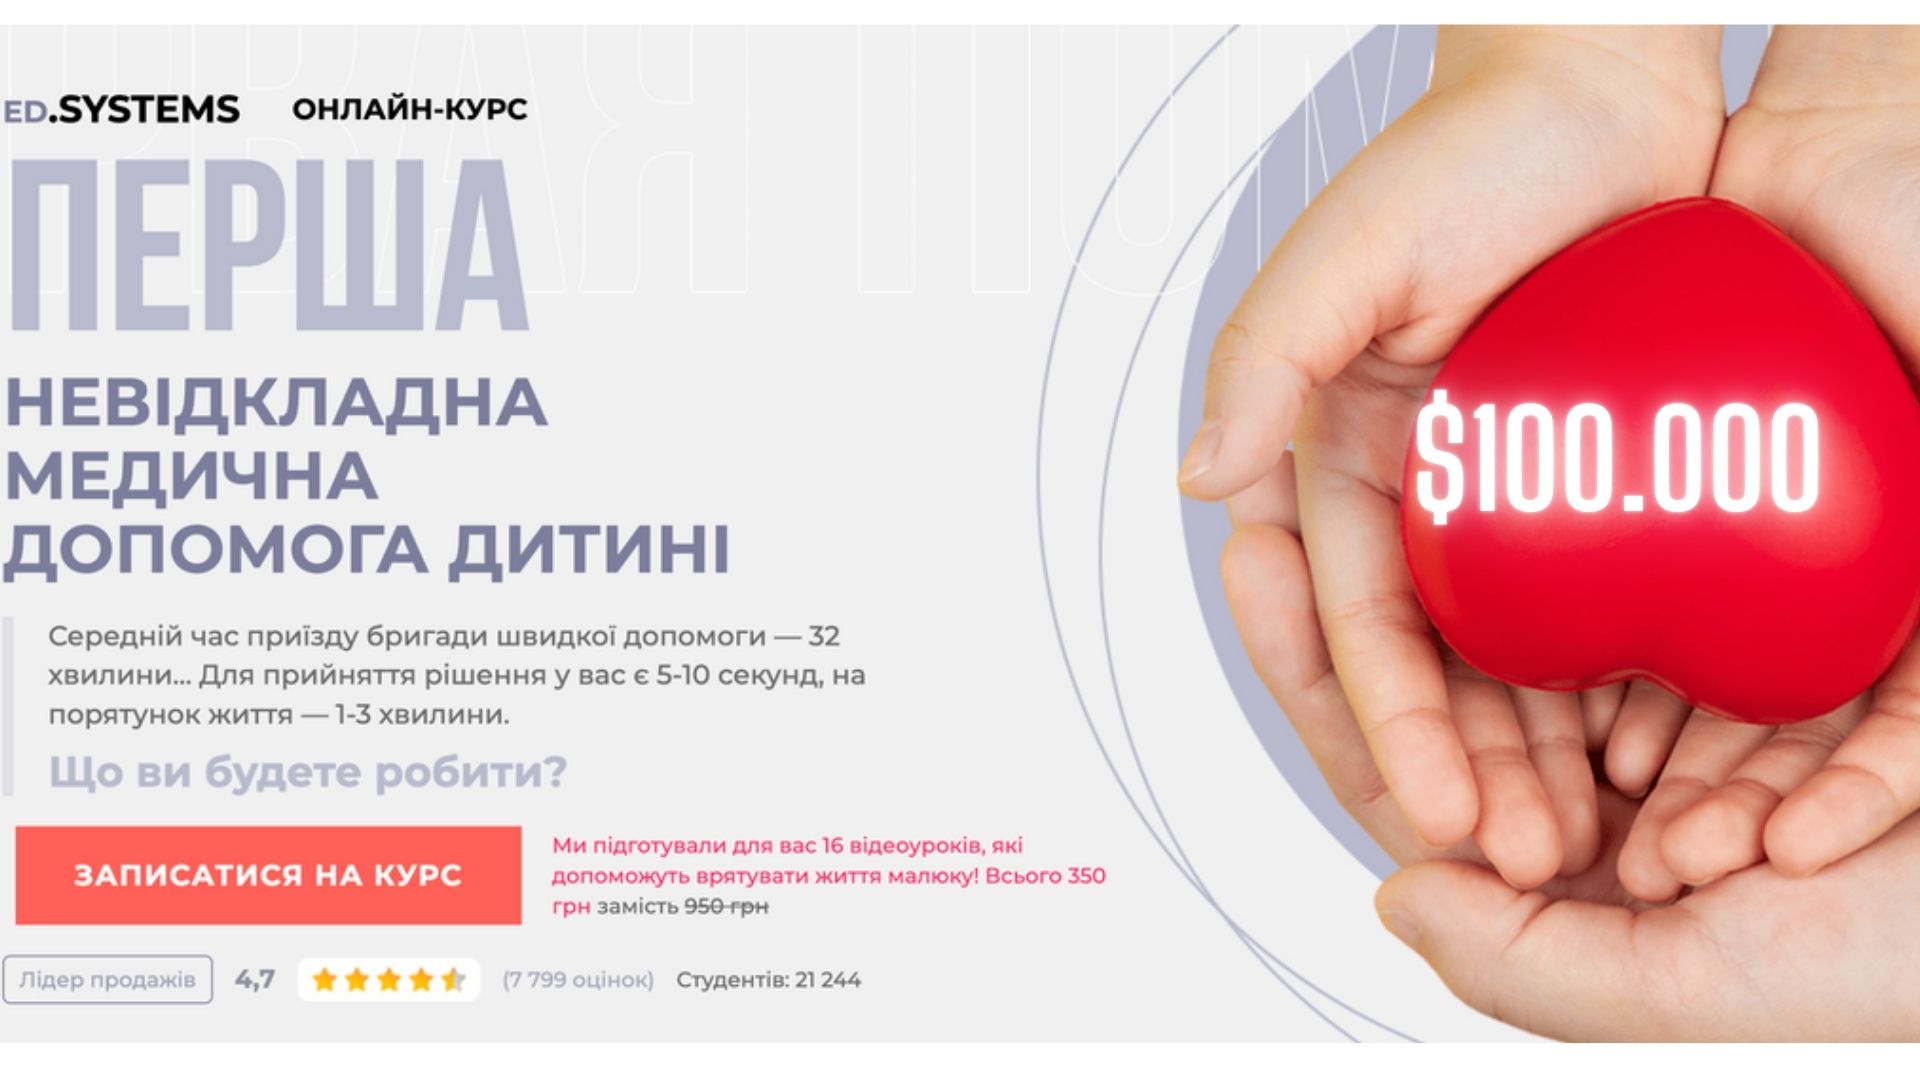 ED.SYSTEMS
ОНЛАЙН-КУРС
ПЕРША
НЕВІДКЛАДНА
МЕДИЧНА
ДОПОМОГА ДИТИНІ
Середній час приїзду бригади швидкої допомоги — 32
хвилини... Для прийняття рішення у вас є 5-10 секунд, на
порятунок життя — 1-3 хвилини.
Що ви будете робити?
ЗАПИСАТИСЯ НА КУРС
Ми підготували для вас 16 відеоуроків, які
допоможуть врятувати життя малюку! Всього 350
грн замість 950 грн
Лідер продажів
4,7
(7 799 оцінок)
Студентів: 21 244
$100.000